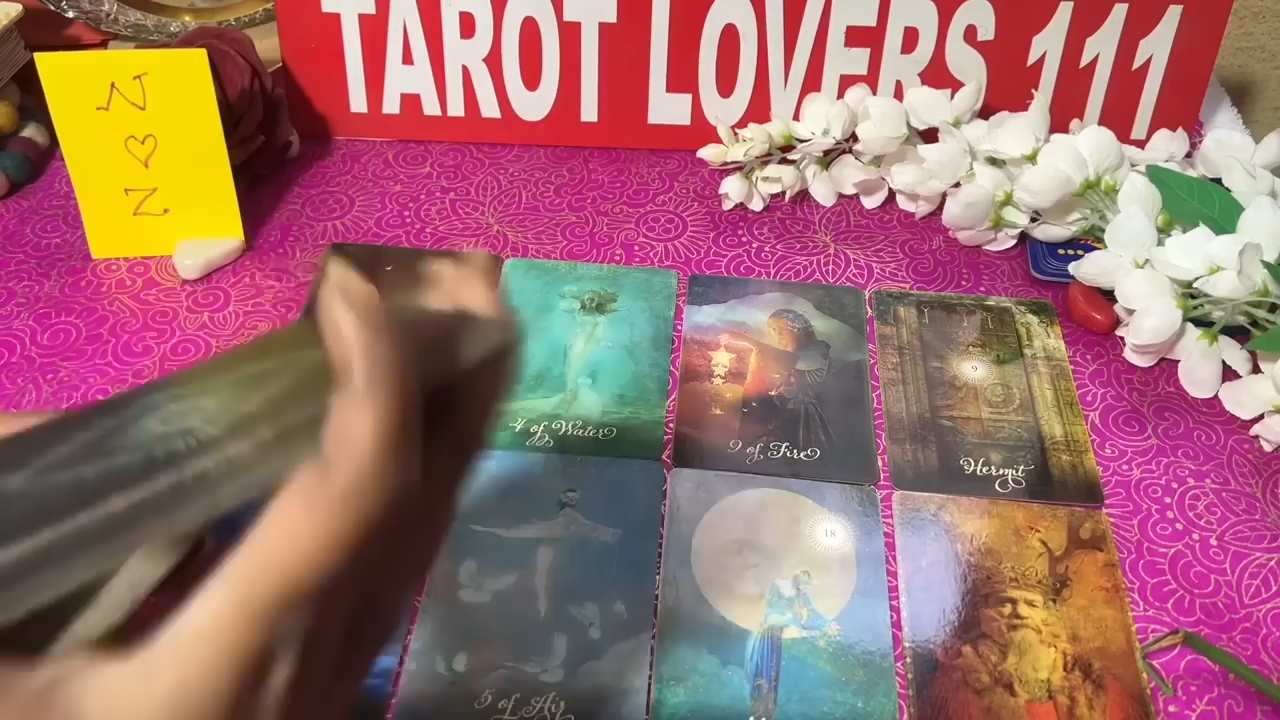 TAROT LOVERS 111
N
N
4 of Water
9 of Fire
9
Hermit
5 of Air
18